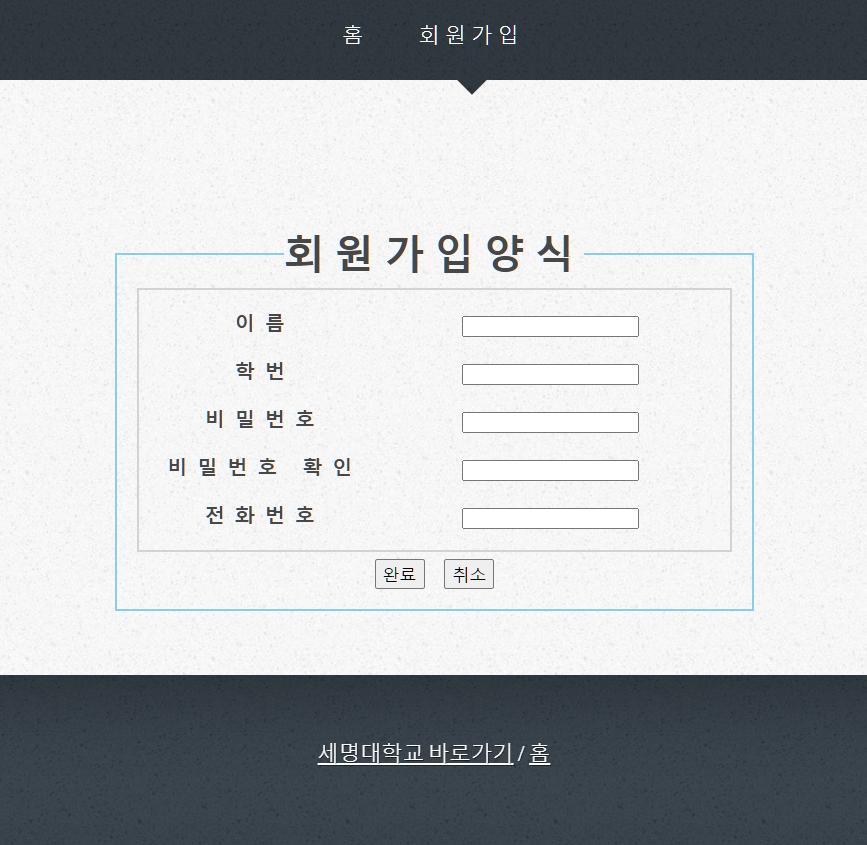 홈 회원가입
회원가입양식
이름
학번
비밀번호
비밀번호 확인
전화번호
완료 취소
세명대학교 바로가기 / 홈